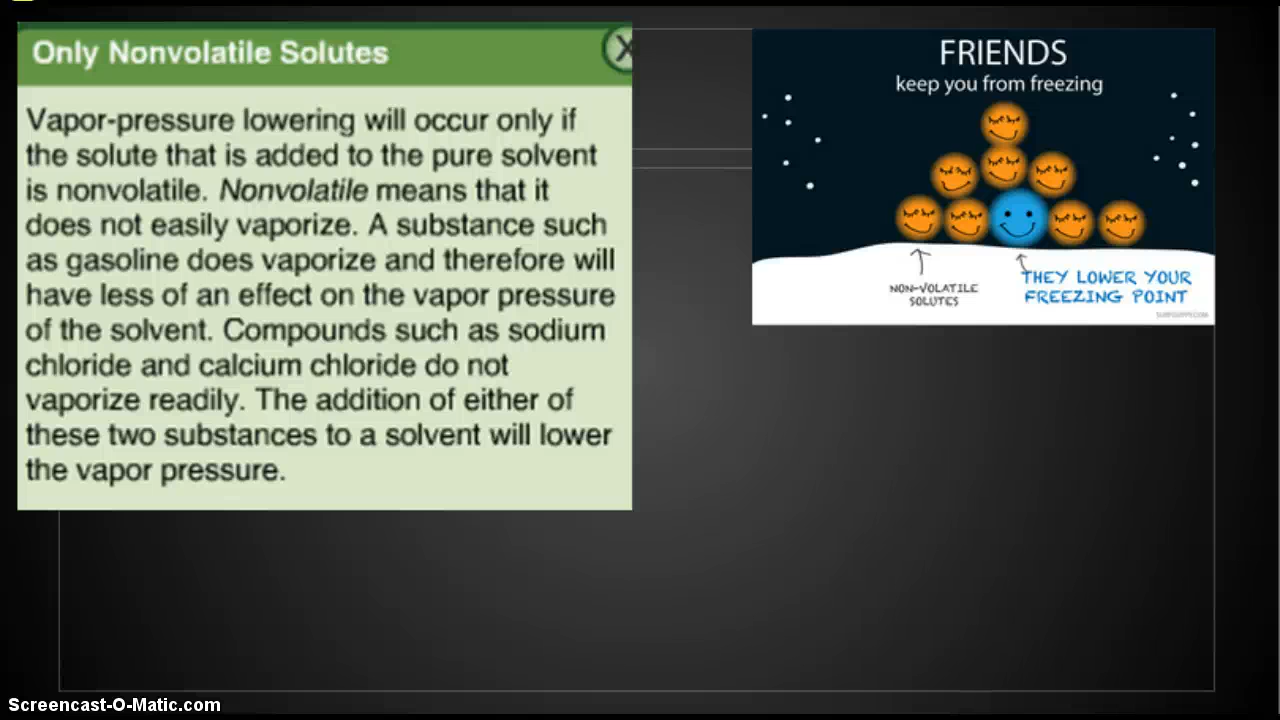 Only Nonvolatile Solutes
X
Vapor-pressure lowering will occur only if
the solute that is added to the pure solvent
is nonvolatile. Nonvolatile means that it
does not easily vaporize. A substance such
as gasoline does vaporize and therefore will
have less of an effect on the vapor pressure
of the solvent. Compounds such as sodium
chloride and calcium chloride do not
vaporize readily. The addition of either of
these two substances to a solvent will lower
the vapor pressure.
FRIENDS
keep you from freezing
NON-VOLATILE
SOLUTES
THEY LOWER YOUR
FREEZING POINT
Screencast-O-Matic.com